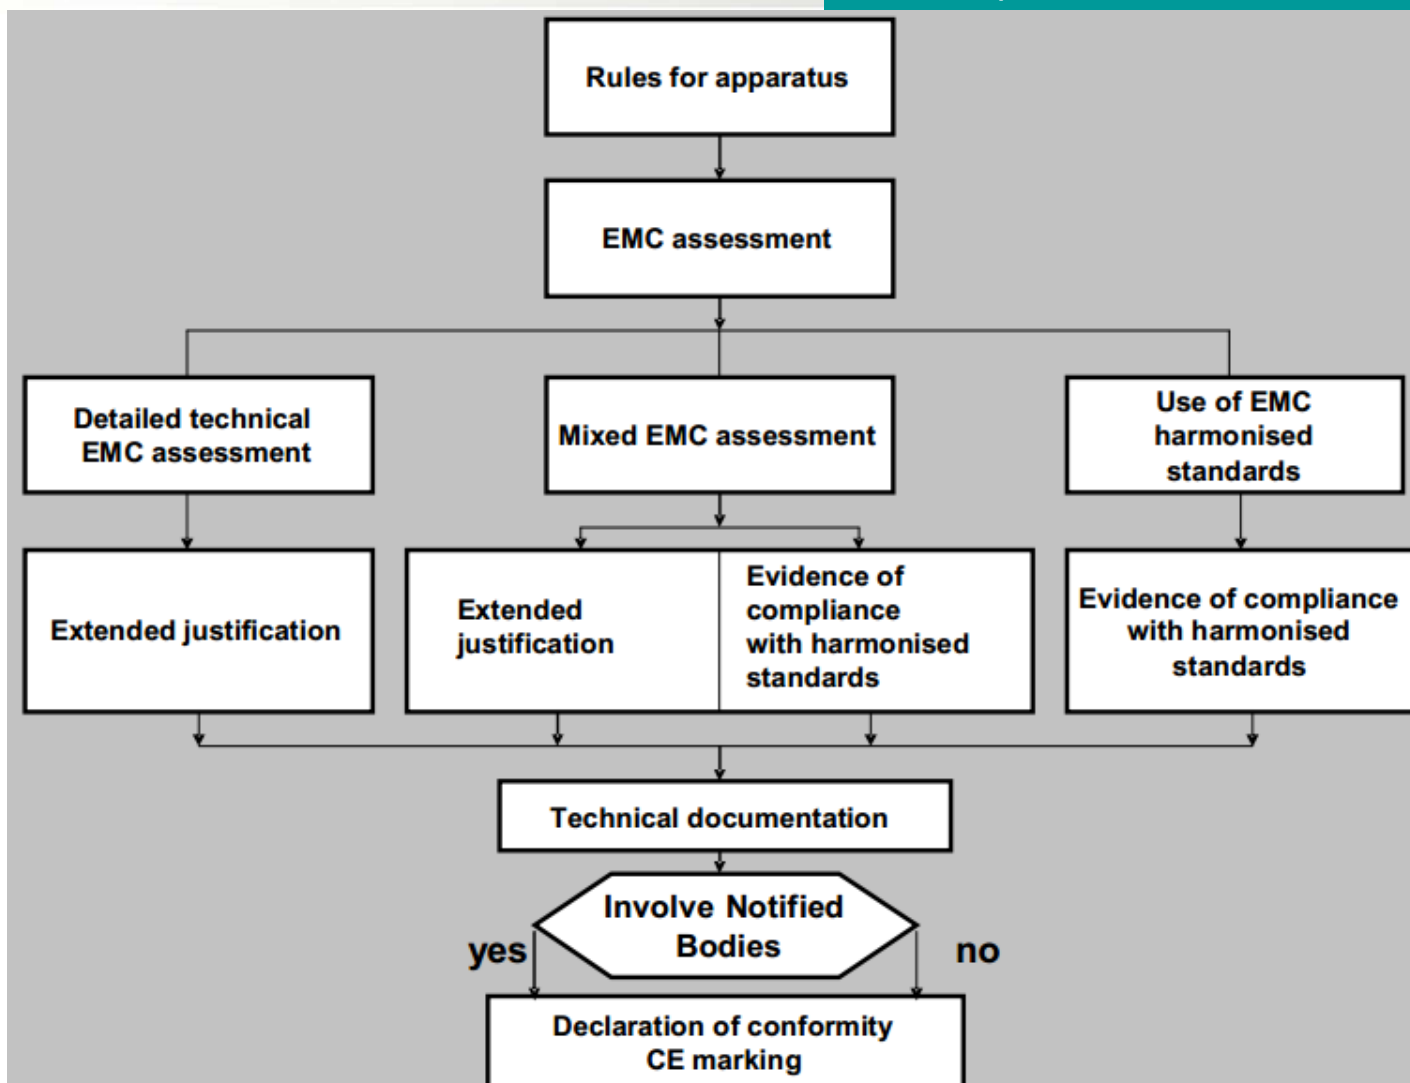 Rules for apparatus
EMC assessment
Detailed technical
EMC assessment
Mixed EMC assessment
Use of EMC
harmonised
standards
Extended justification
Extended
justification
Evidence of
compliance
with harmonised
standards
Evidence of compliance
with harmonised
standards
Technical documentation
Involve Notified
Bodies
yes
no
Declaration of conformity
CE marking